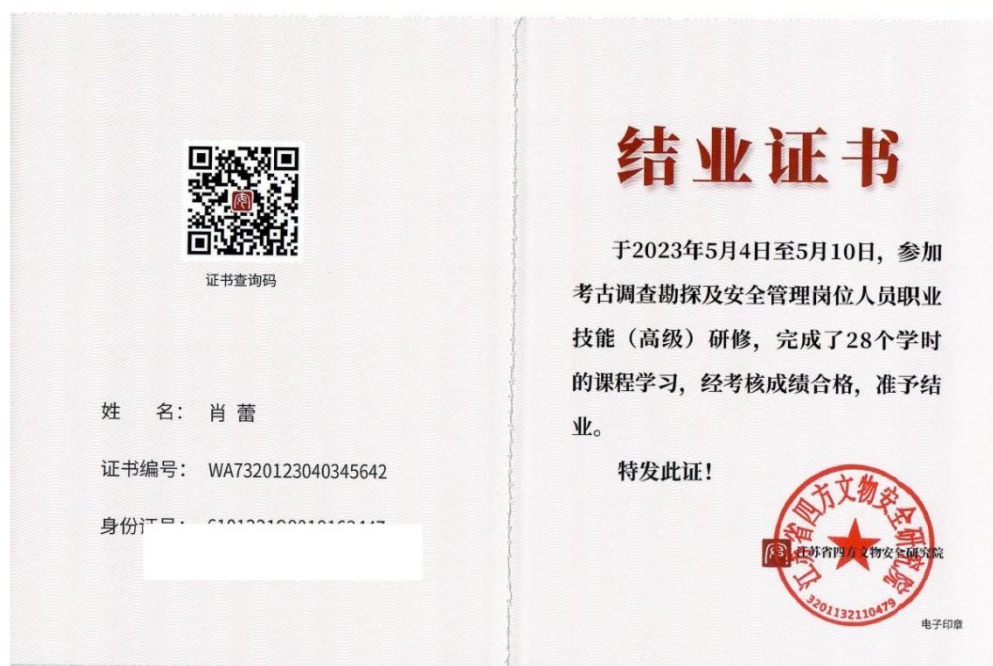 证书查询码
姓 名： 肖 蕾
证书编号： WA7320123040345642
身份证号：
结业证书
于2023年5月4日至5月10日，参加
考古调查勘探及安全管理岗位人员职业
技能（高级）研修，完成了28个学时
的课程学习，经考核成绩合格，准予结
业。
特发此证！
江苏省四方文物安全研究院
江苏省四方文物安全研究院
3201132110479
电子印章